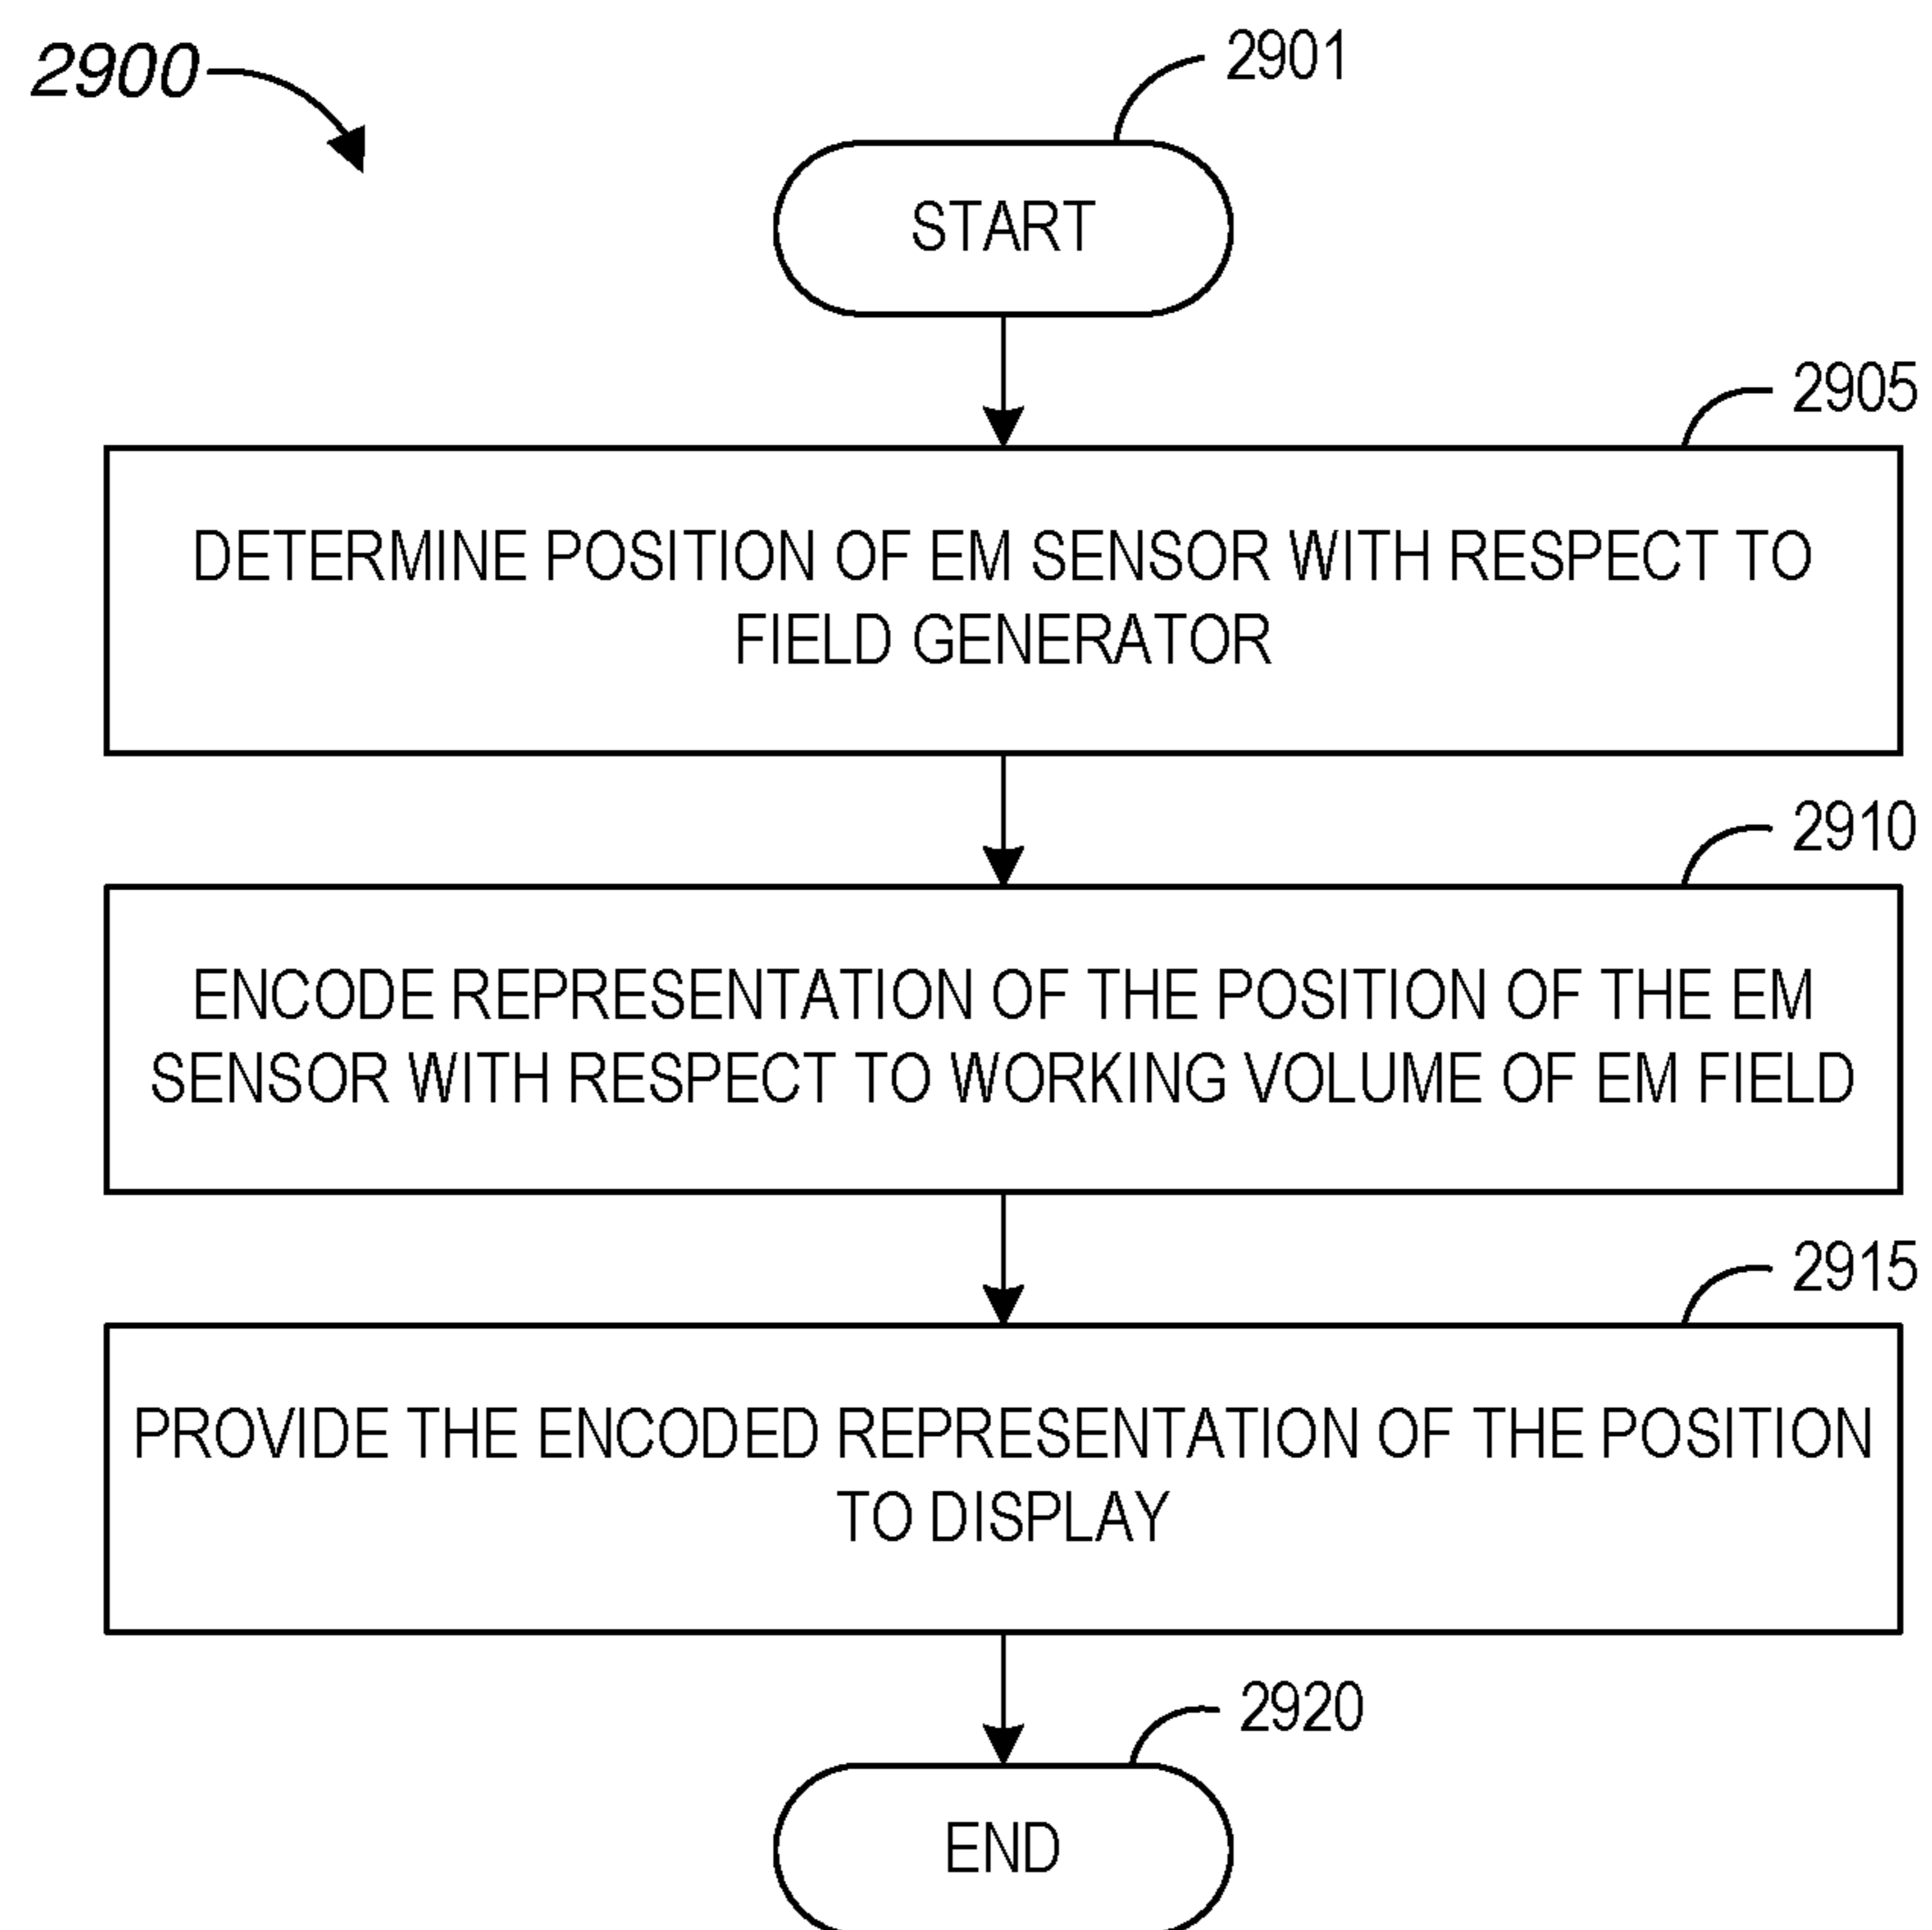 2900
2901
START
2905
DETERMINE POSITION OF EM SENSOR WITH RESPECT TO
FIELD GENERATOR
2910
ENCODE REPRESENTATION OF THE POSITION OF THE EM
SENSOR WITH RESPECT TO WORKING VOLUME OF EM FIELD
2915
PROVIDE THE ENCODED REPRESENTATION OF THE POSITION
TO DISPLAY
2920
END